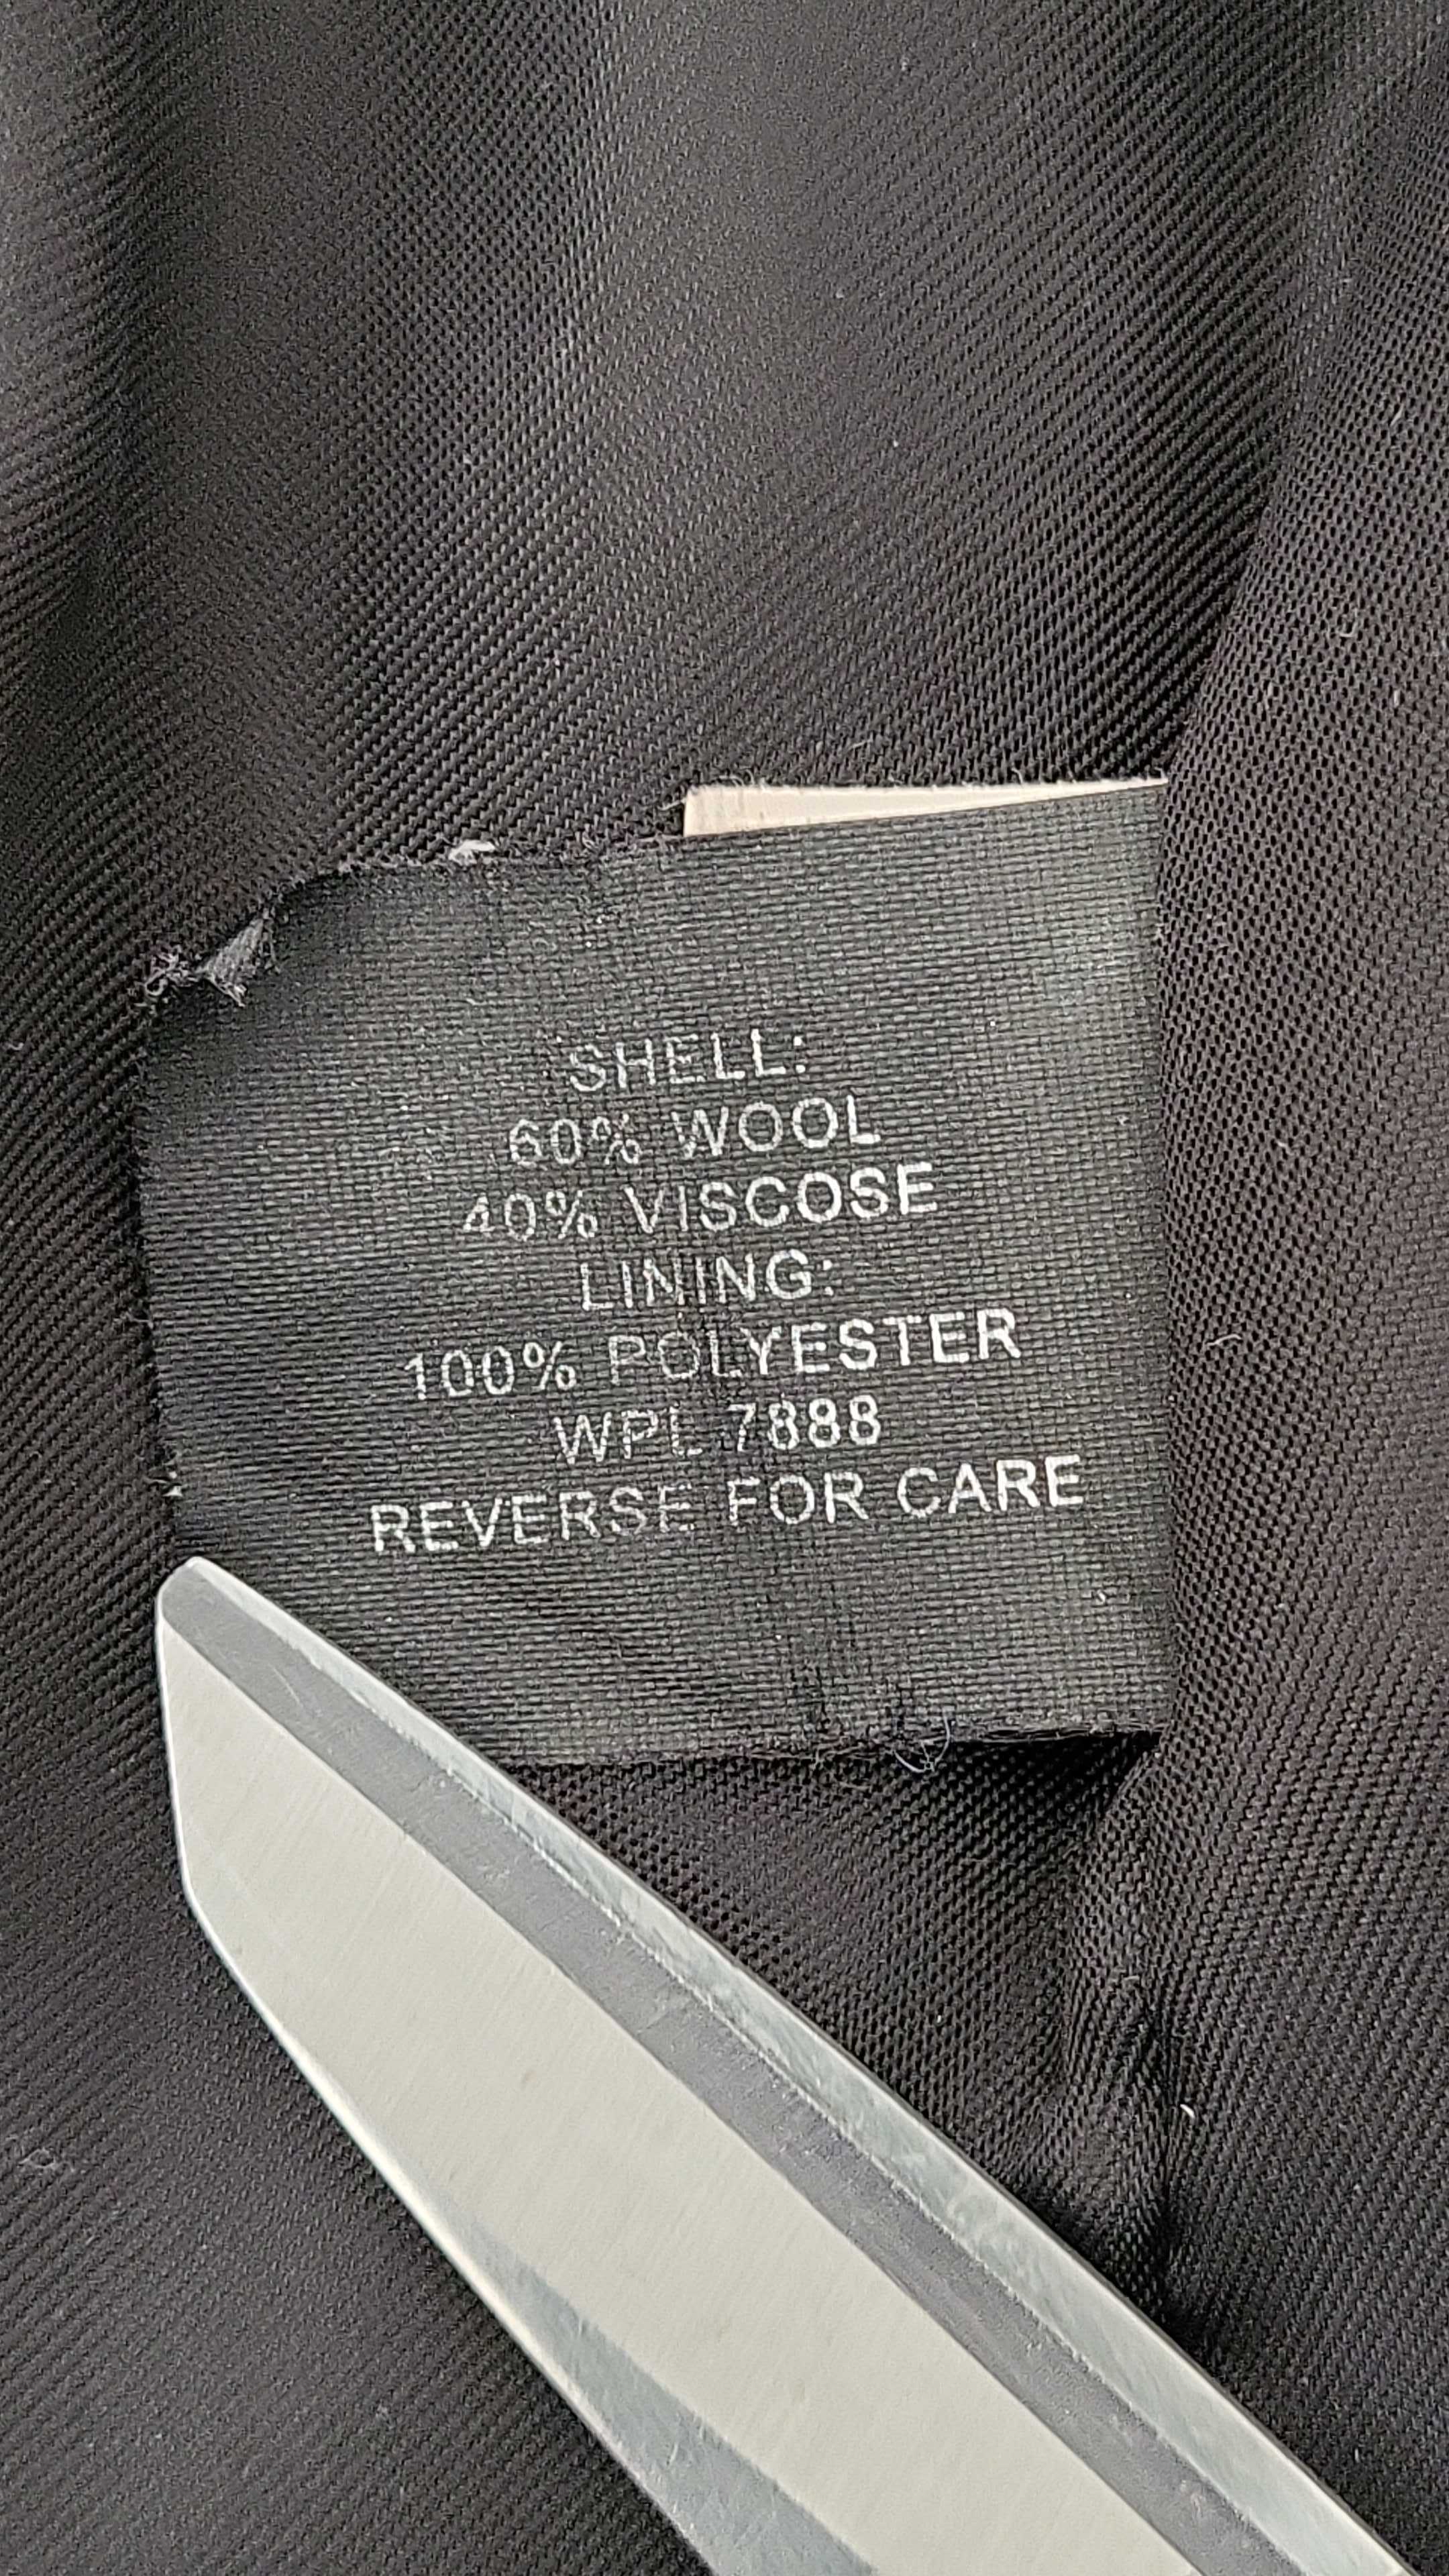 SHELL:
60% WOOL
40% VISCOSE
LINING:
100% POLYESTER
WPL 7888
REVERSE FOR CARE